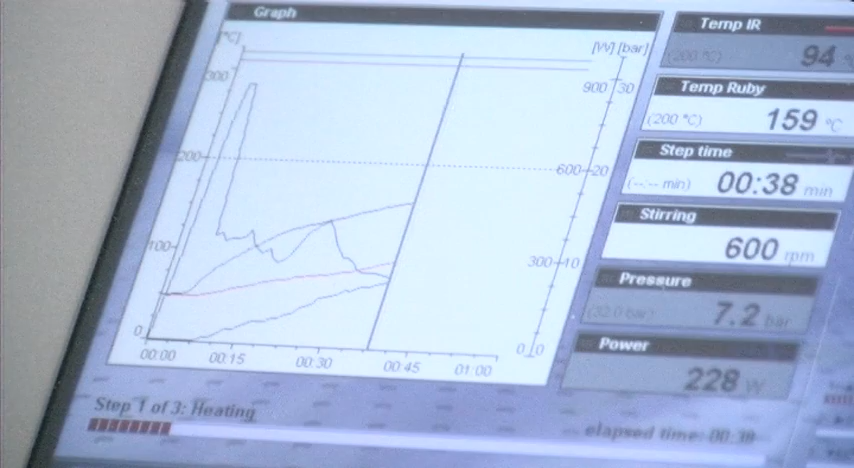 Graph
[°C]
[W] [bar]
300
900 30
200
600 20
100
300 10
0
0 0
00:00 00:15 00:30 00:45 01:00
Temp IR
(200 °C) 94 °C
Temp Ruby
(200 °C) 159 °C
Step time
(--:-- min) 00:38 min
Stirring
600 rpm
Pressure
(32.0 bar) 7.2 bar
Power
228 W
Step 1 of 3: Heating
elapsed time: 00:38